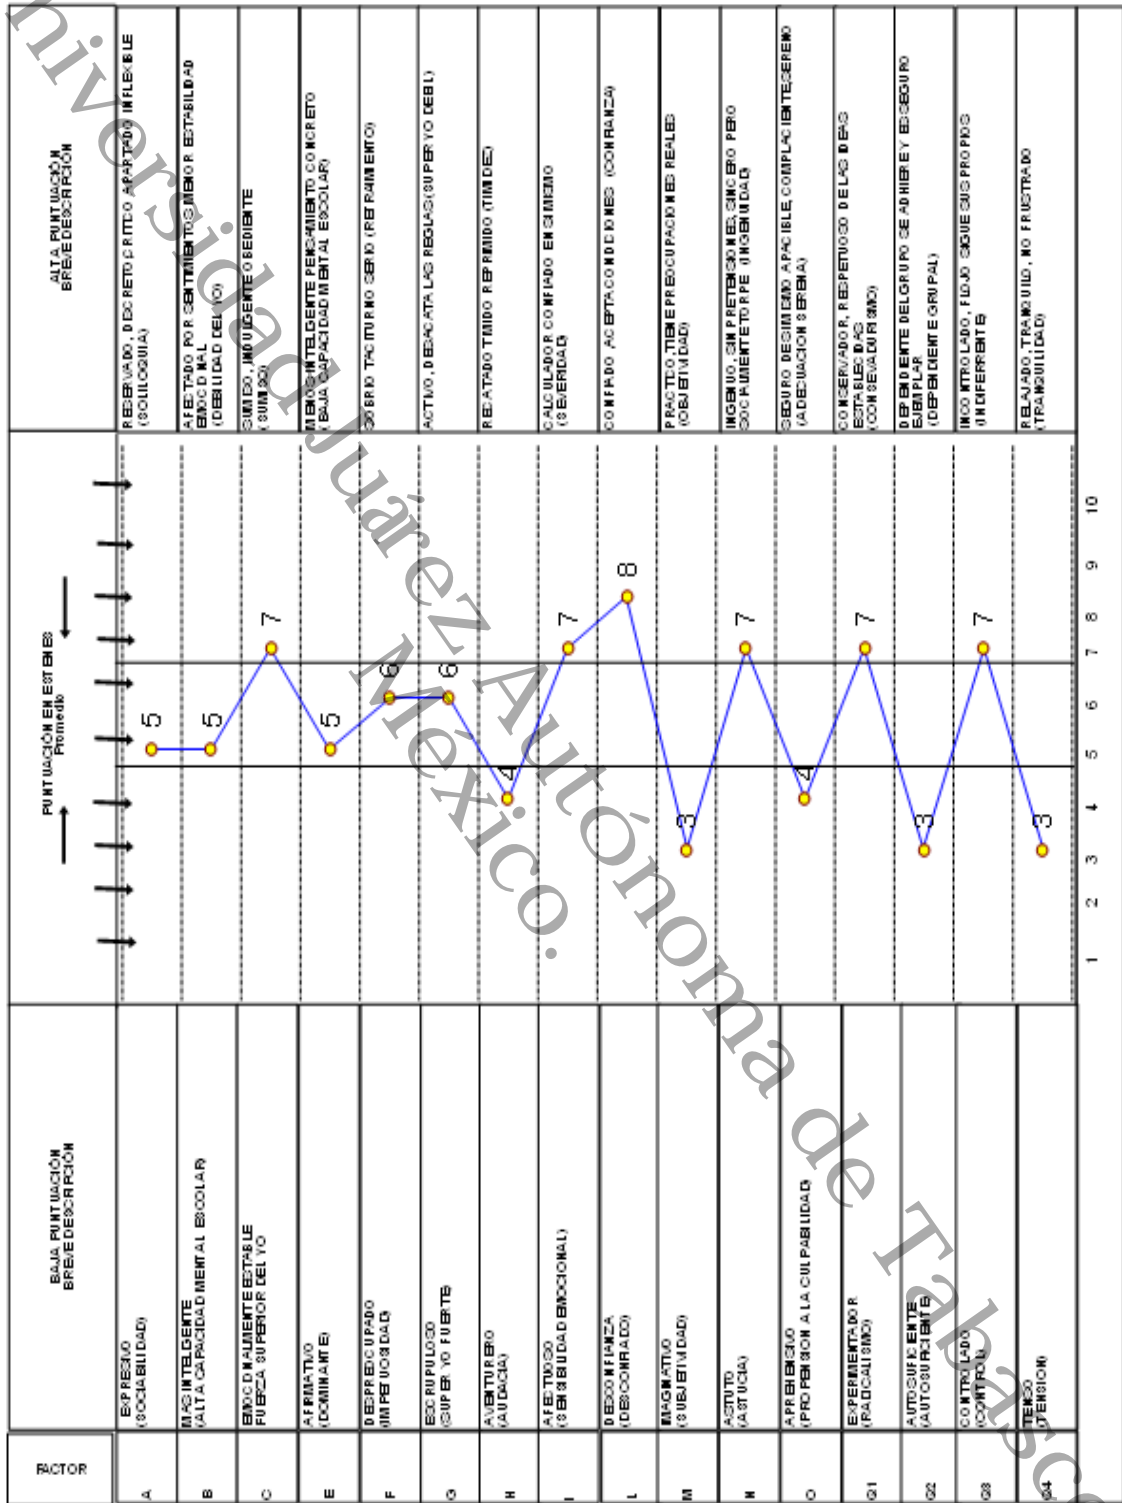 FACTOR
BAJA PUNTUACIÓN
BREVE DESCRIPCIÓN
PUNTUACIÓN EN ESTENES
Promedio
ALTA PUNTUACIÓN
BREVE DESCRIPCIÓN
A
EXPRESIVO
(SOCIABILIDAD)
5
RESERVADO, DISCRETO CRITICO APARTADO INFLEXIBLE
(SOLILOQUIA)
B
MAS INTELIGENTE
(ALTA CAPACIDAD MENTAL ESCOLAR)
5
AFECTADO POR SENTIMIENTOS MENOR ESTABILIDAD
EMOCIONAL
(DEBILIDAD DEL YO)
C
EMOCIONALMENTE ESTABLE
FUERZA SUPERIOR DEL YO
7
SUMIDO, INDULGENTE OBEDIENTE
(SUMISO)
E
AFIRMATIVO
(DOMINANTE)
5
MENOS INTELIGENTE PENSAMIENTO CONCRETO
(BAJA CAPACIDAD MENTAL ESCOLAR)
F
DESPREOCUPADO
(IMPETUOSIDAD)
6
SOBRIO TACITURNO SERIO (RETRAIMIENTO)
G
ESCRUPULOSO
(SUPER YO FUERTE)
6
ACTIVO, DESACATA LAS REGLAS (SUPER YO DEBIL)
H
AVENTURERO
(AUDACIA)
4
RECATADO TIMIDO REPRIMIDO (TIMIDEZ)
I
AFECTUOSO
(SENSIBILIDAD EMOCIONAL)
7
CALCULADOR CONFIADO EN SI MISMO
(SEVERIDAD)
L
DESCONFIANZA
(DESCONFIADO)
8
CONFIADO ACEPTA CONDICIONES (CONFIANZA)
M
IMAGINATIVO
(SUBJETIVIDAD)
3
PRACTICO, TIENE PREOCUPACIONES REALES
(OBJETIVIDAD)
N
ASTUTO
(ASTUCIA)
7
INGENUO, SIN PRETENSIONES, SINCERO PERO
SOCIALMENTE TORPE (INGENUIDAD)
O
APREHENSIVO
(PROPENSION A LA CULPABILIDAD)
4
SEGURO DE SI MISMO APACIBLE, COMPLACIENTE, SERENO
(ADECUACION SERENA)
Q1
EXPERIMENTADOR
(RADICALISMO)
7
CONSERVADOR, RESPETUOSO DE LAS IDEAS
ESTABLECIDAS
(CONSEVADURISMO)
Q2
AUTOSUFICIENTE
(AUTOSUFICIENTE)
3
DEPENDIENTE DEL GRUPO SE ADHIERE Y ES SEGURO
EJEMPLAR
(DEPENDIENTE GRUPAL)
Q3
CONTROLADO
(CONTROL)
7
INCONTROLADO, FLOJO SIGUE SUS PROPIOS
(INDIFERENTE)
Q4
TENSO
(TENSION)
3
RELAJADO, TRANQUILO, NO FRUSTRADO
(TRANQUILIDAD)
1 2 3 4 5 6 7 8 9 10
Universidad Juárez Autónoma de Tabasco
México.